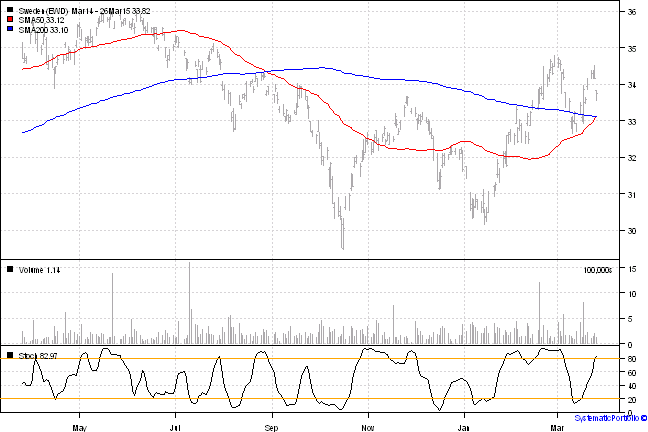 Sweden (EWD) Mar14 - 26Mar15 33.82
SMA50 33.12
SMA200 33.10
36
35
34
33
32
31
30
Volume 1.14
100,000s
15
10
5
0
Stoch 82.97
80
60
40
20
0
May Jul Sep Nov Jan Mar
SystematicPortfolio ©